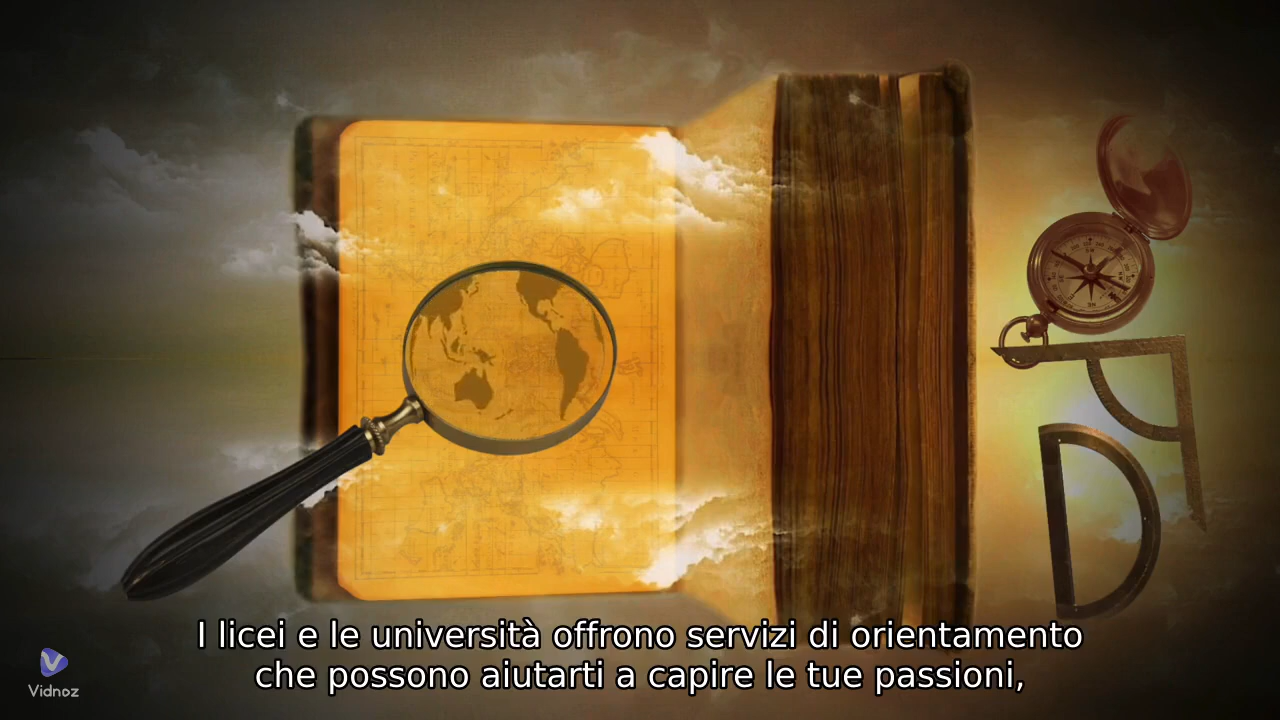 I licei e le università offrono servizi di orientamento
che possono aiutarti a capire le tue passioni,
Vidnoz